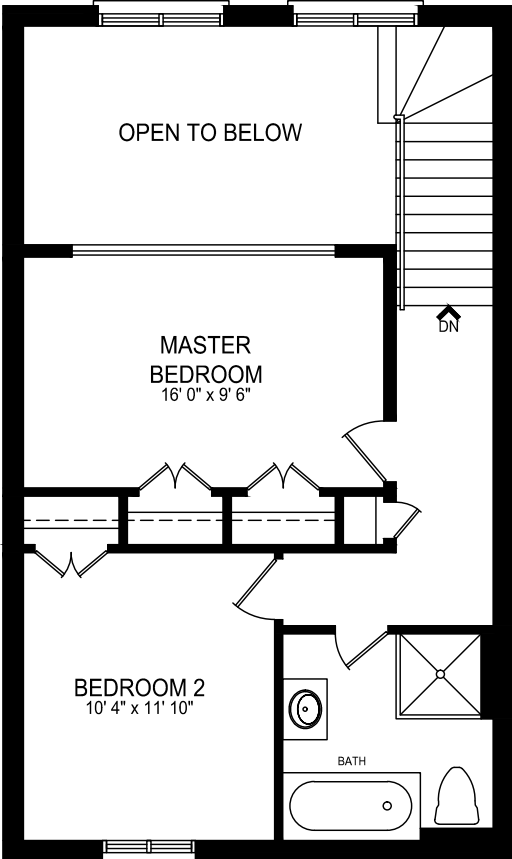 OPEN TO BELOW
DN
MASTER
BEDROOM
16' 0" x 9' 6"
BEDROOM 2
10' 4" x 11' 10"
BATH